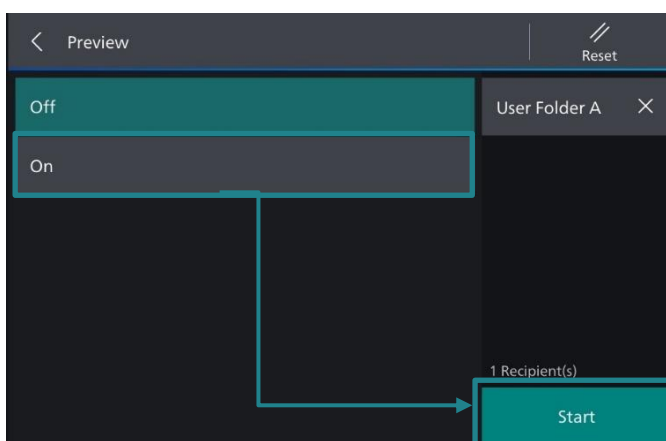 Preview
Reset
Off
On
User Folder A
1 Recipient(s)
Start